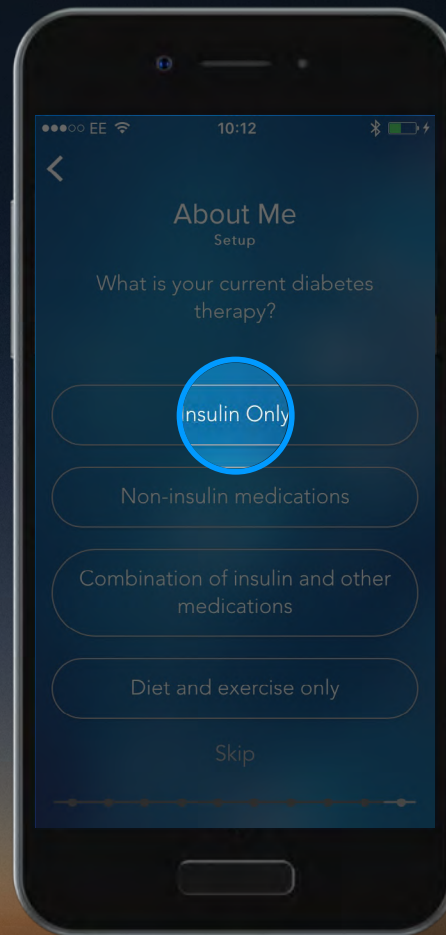 EE
10:12
About Me
Setup
What is your current diabetes
therapy?
Insulin Only
Non-insulin medications
Combination of insulin and other
medications
Diet and exercise only
Skip